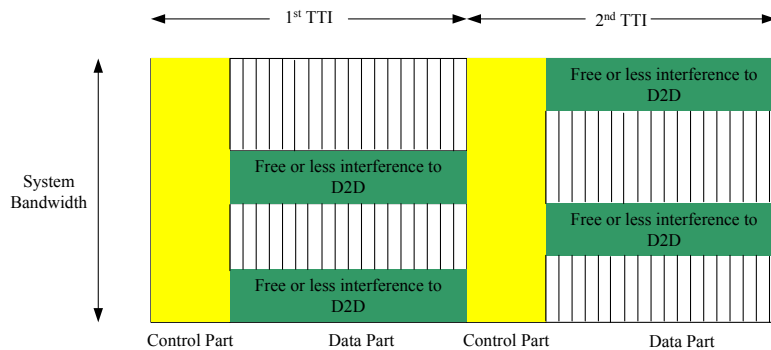 1st TTI
2nd TTI
System
Bandwidth
Free or less interference to
D2D
Free or less interference to
D2D
Free or less interference to
D2D
Free or less interference to
D2D
Control Part
Data Part
Control Part
Data Part